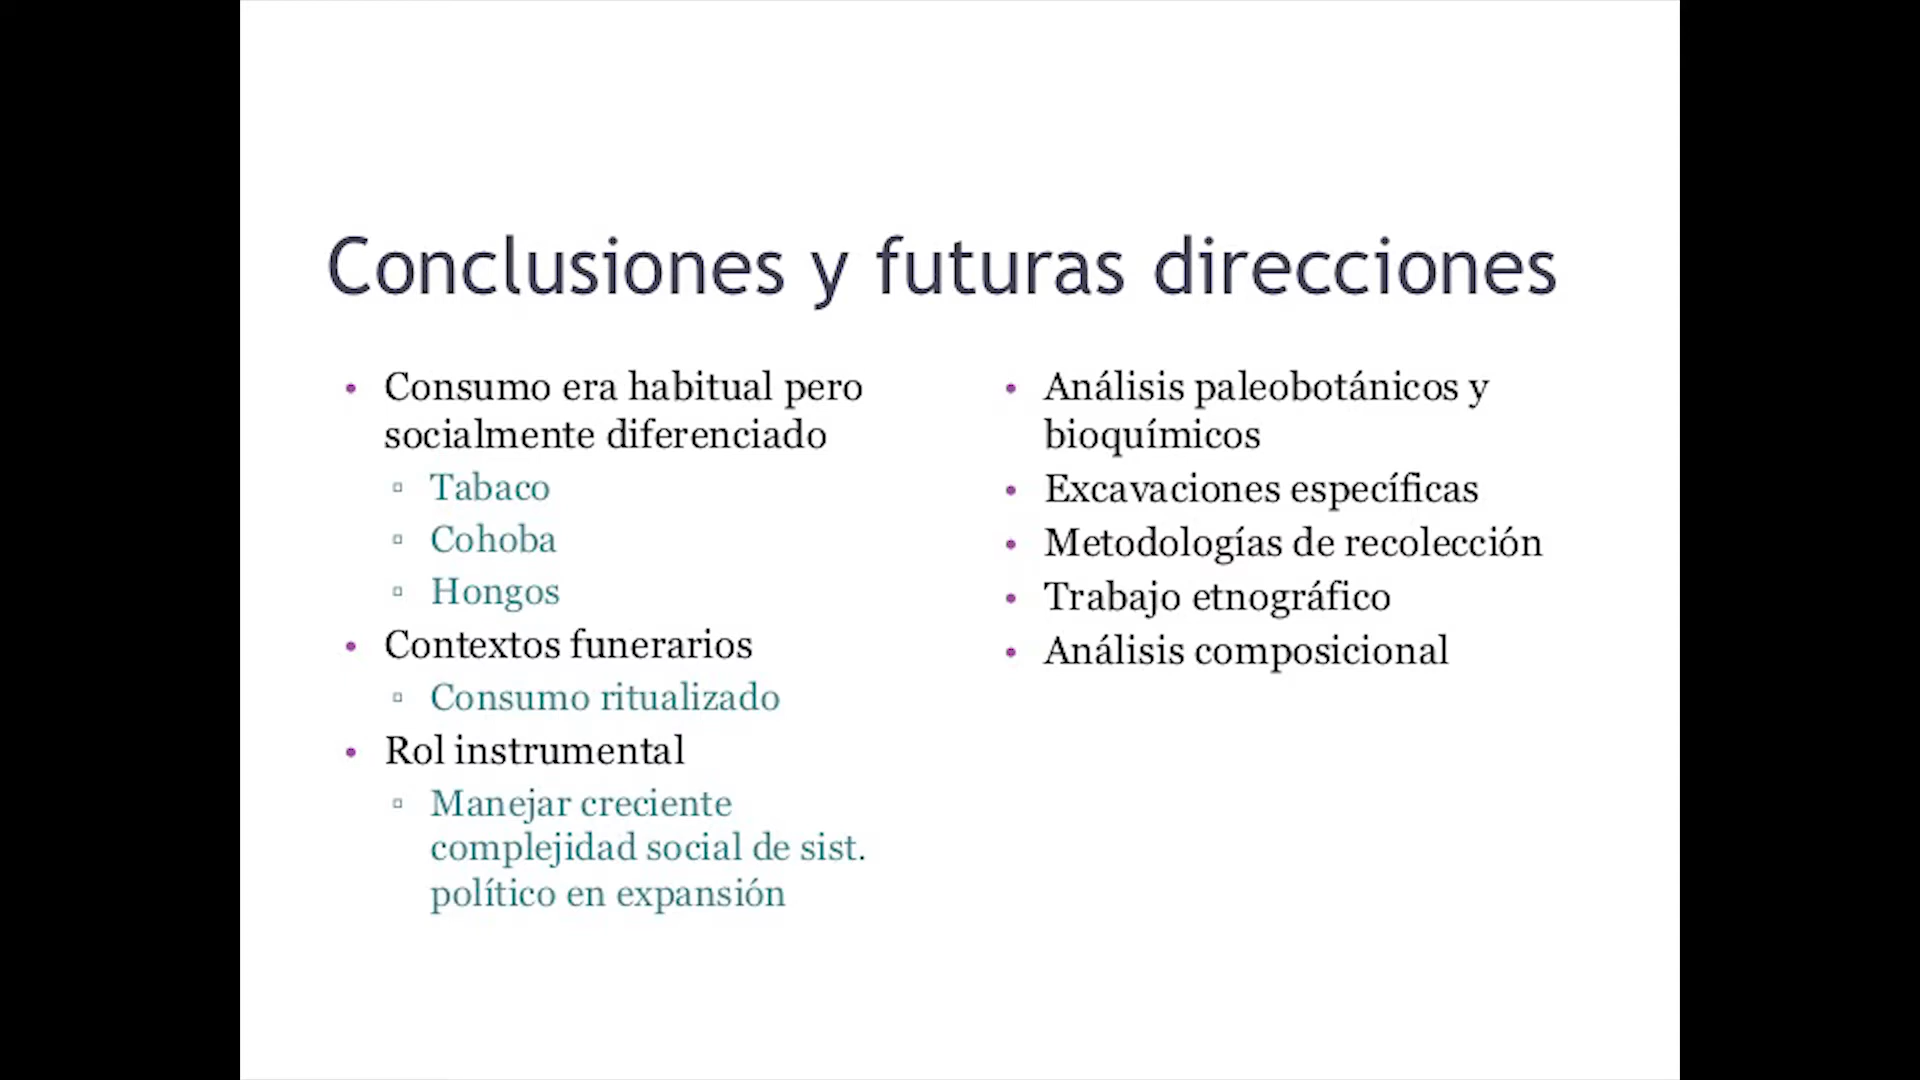 Conclusiones y futuras direcciones
• Consumo era habitual pero
socialmente diferenciado
▫ Tabaco
▫ Cohoba
▫ Hongos
• Contextos funerarios
▫ Consumo ritualizado
• Rol instrumental
▫ Manejar creciente
complejidad social de sist.
político en expansión
• Análisis paleobotánicos y
bioquímicos
• Excavaciones específicas
• Metodologías de recolección
• Trabajo etnográfico
• Análisis composicional